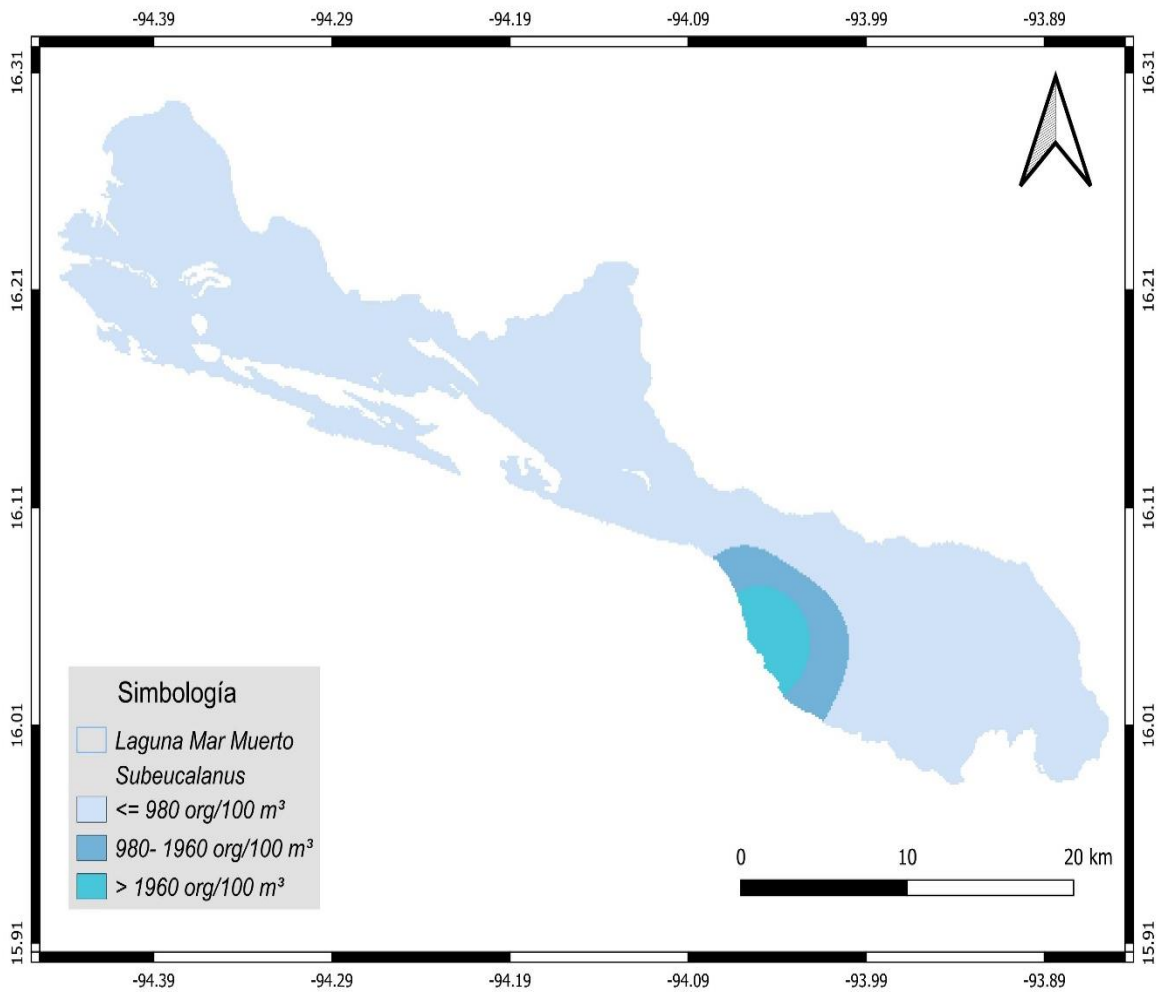 -94.39 -94.29 -94.19 -94.09 -93.99 -93.89
16.31 16.31
16.21 16.21
16.11 16.11
16.01 16.01
15.91 15.91
Simbología
Laguna Mar Muerto
Subeucalanus
<= 980 org/100 m³
980- 1960 org/100 m³
> 1960 org/100 m³
0 10 20 km
-94.39 -94.29 -94.19 -94.09 -93.99 -93.89